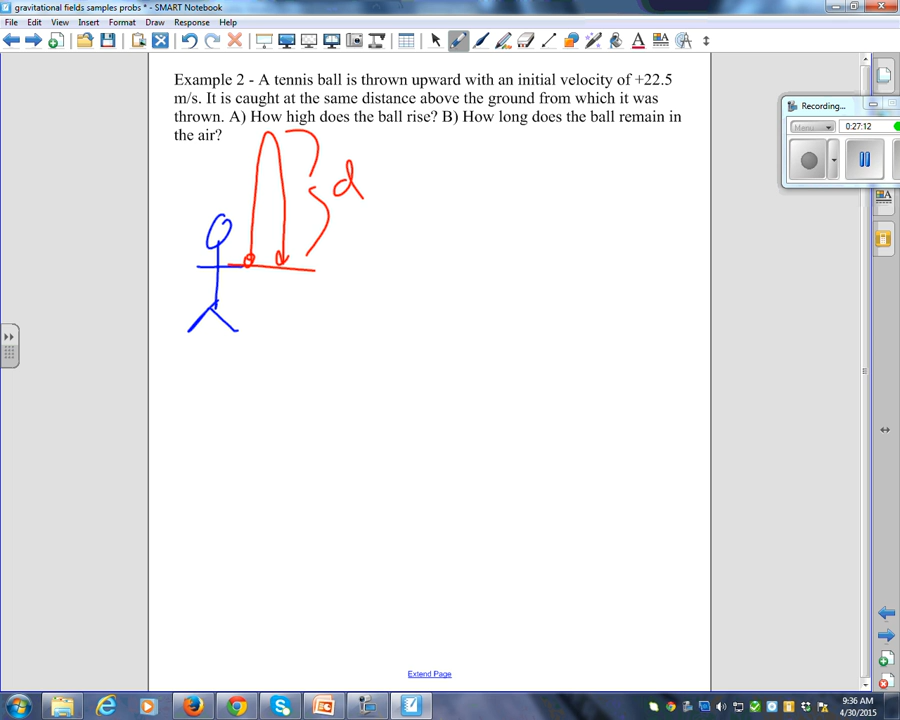 gravitational fields samples probs * - SMART Notebook
File Edit View Insert Format Draw Response Help
Example 2 - A tennis ball is thrown upward with an initial velocity of +22.5
m/s. It is caught at the same distance above the ground from which it was
thrown. A) How high does the ball rise? B) How long does the ball remain in
the air?
d
Recording...
Menu
0:27:12
Extend Page
9:36 AM
4/30/2015